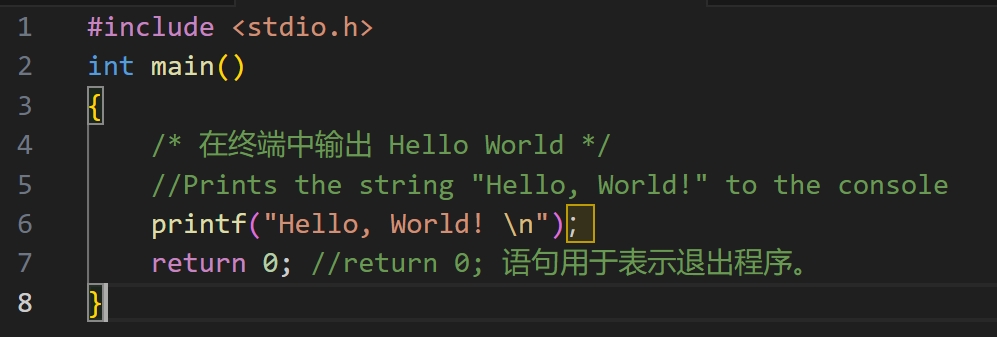 1 #include <stdio.h>
2 int main()
3 {
4     /* 在终端中输出 Hello World */
5     //Prints the string "Hello, World!" to the console
6     printf("Hello, World! \n");
7     return 0; //return 0; 语句用于表示退出程序。
8 }